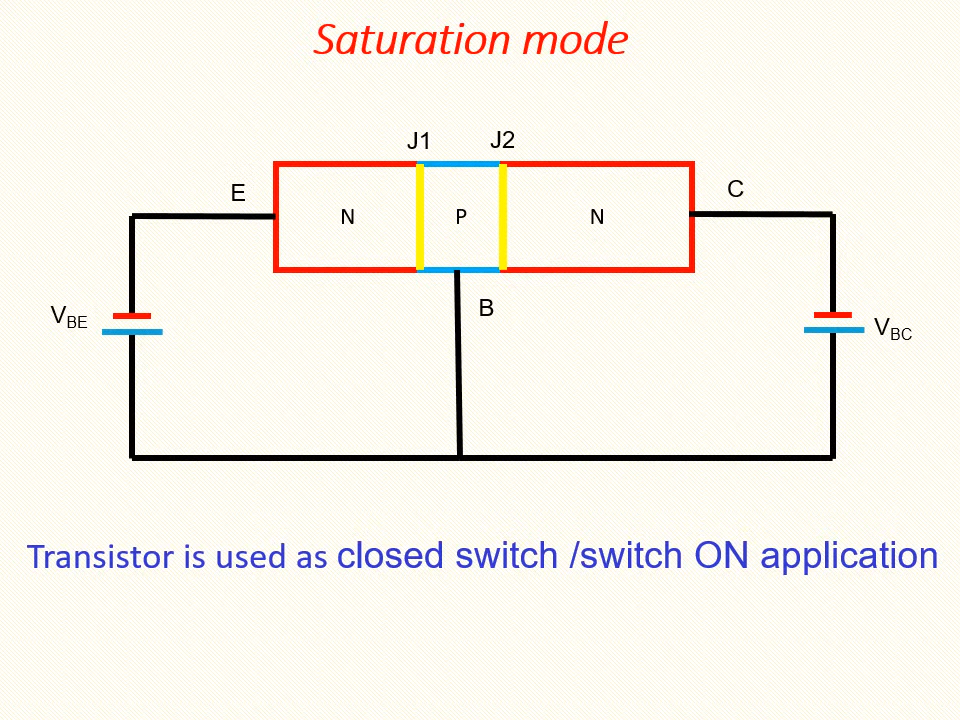 Saturation mode
J1
J2
E
C
N
P
N
B
VBE
VBC
Transistor is used as closed switch /switch ON application